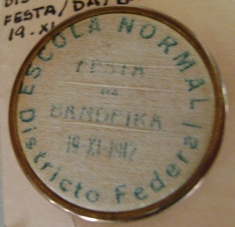 FESTA/DA/B
19-XI
ESCOLA NORMAL
Districto Federal
FESTA
DA
BANDEIRA
19-XI-1917